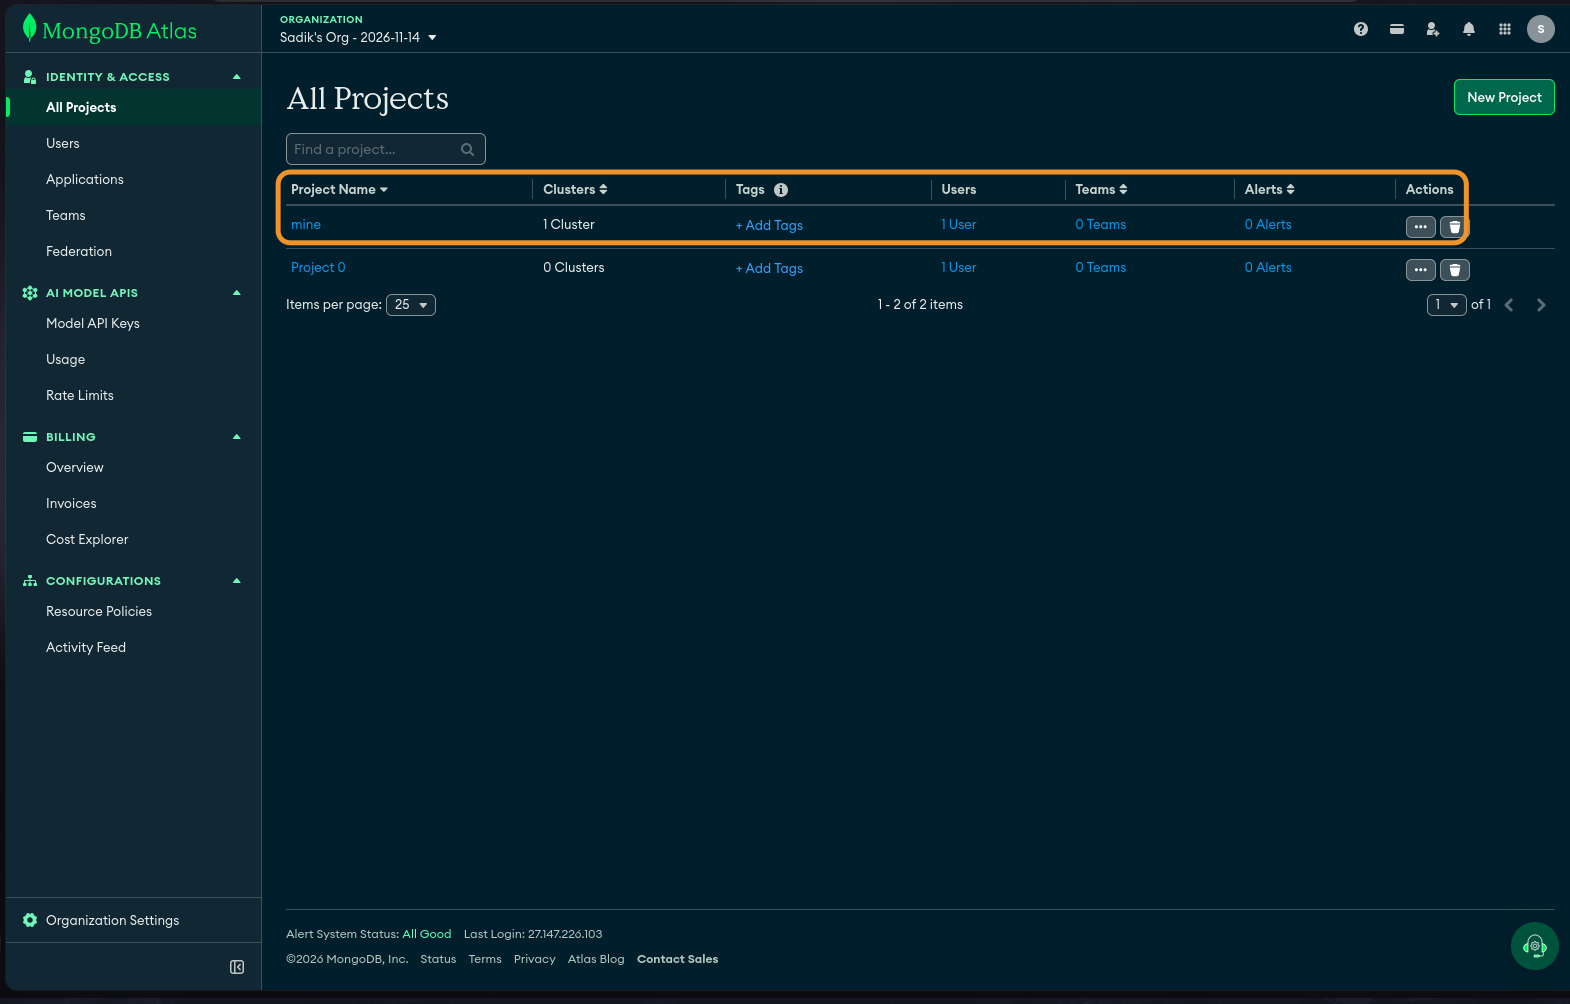 MongoDB Atlas
ORGANIZATION
Sadik's Org - 2026-11-14
S
IDENTITY & ACCESS
All Projects
Users
Applications
Teams
Federation
AI MODEL APIS
Model API Keys
Usage
Rate Limits
BILLING
Overview
Invoices
Cost Explorer
CONFIGURATIONS
Resource Policies
Activity Feed
Organization Settings
All Projects
New Project
Find a project...
Project Name Clusters Tags Users Teams Alerts Actions
mine 1 Cluster + Add Tags 1 User 0 Teams 0 Alerts
Project 0 0 Clusters + Add Tags 1 User 0 Teams 0 Alerts
Items per page: 25 1 - 2 of 2 items 1 of 1
Alert System Status: All Good Last Login: 27.147.226.103
©2026 MongoDB, Inc. Status Terms Privacy Atlas Blog Contact Sales